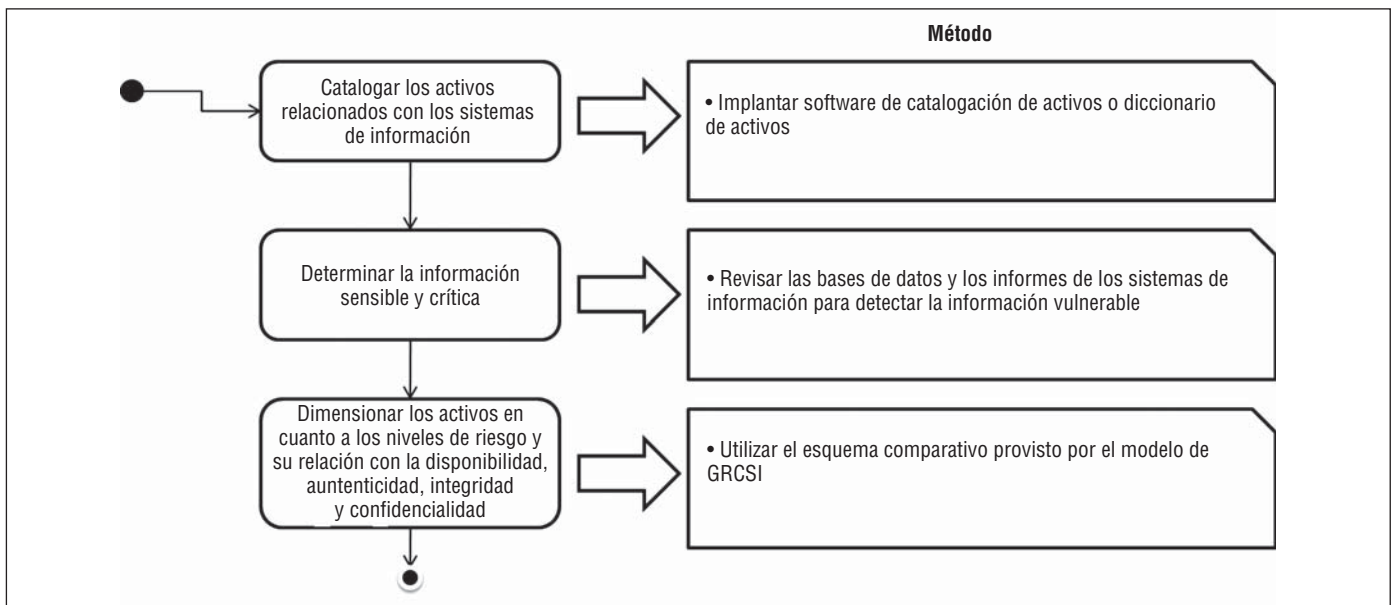 Método
Catalogar los activos
relacionados con los sistemas
de información
• Implantar software de catalogación de activos o diccionario
de activos
Determinar la información
sensible y crítica
• Revisar las bases de datos y los informes de los sistemas de
información para detectar la información vulnerable
Dimensionar los activos en
cuanto a los niveles de riesgo y
su relación con la disponibilidad,
auntenticidad, integridad
y confidencialidad
• Utilizar el esquema comparativo provisto por el modelo de
GRCSI